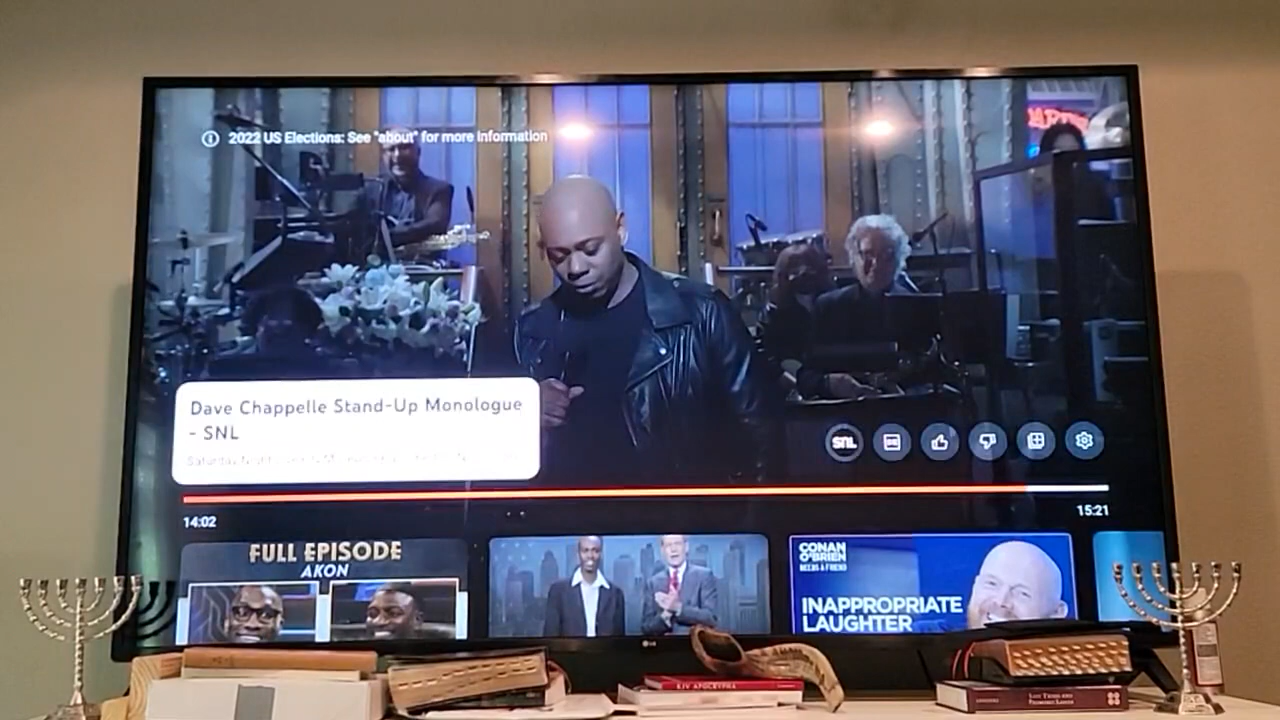 2022 US Elections: See "about" for more information
Dave Chappelle Stand-Up Monologue
- SNL
SNL
14:02
15:21
FULL EPISODE
AKON
CONAN
O'BRIEN
NEEDS A FRIEND
INAPPROPRIATE
LAUGHTER
LG
KJV APOCRYPHA